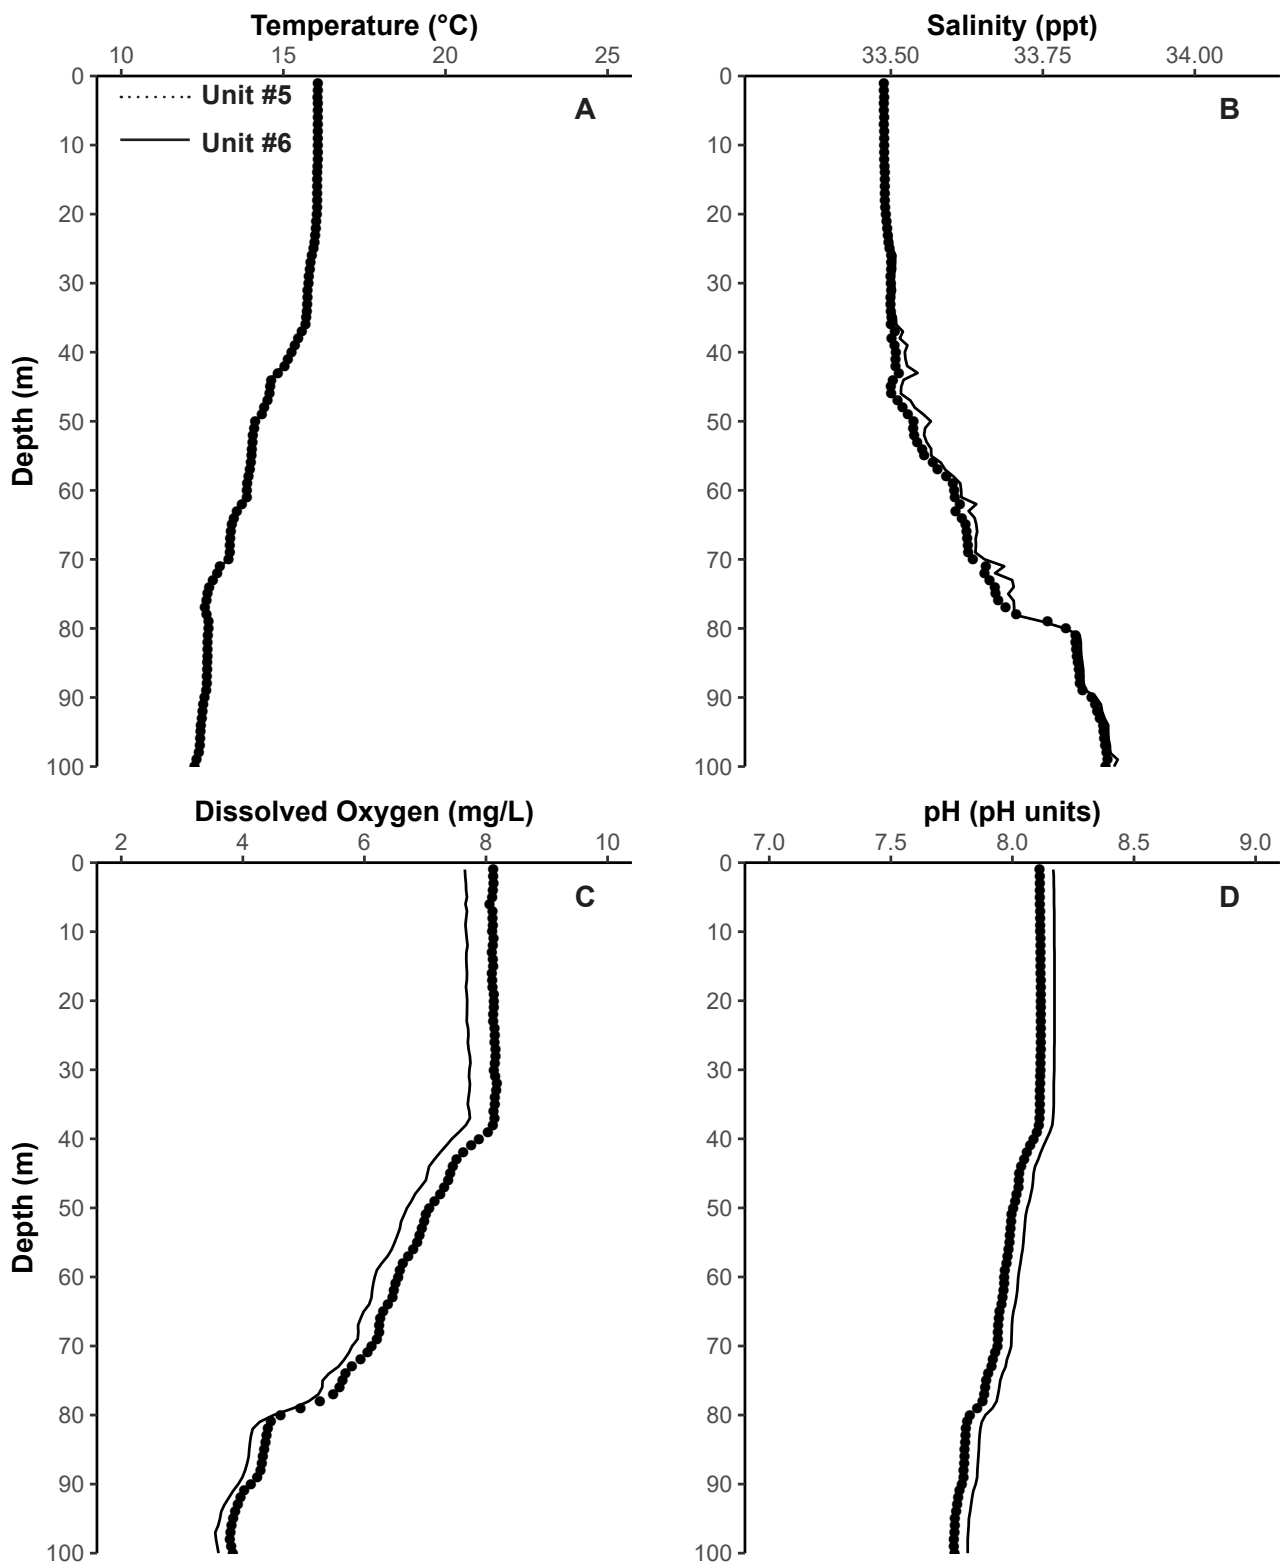 Temperature (°C)
10 15 20 25
0
10
20
30
40
50
60
70
80
90
100
Depth (m)
Unit #5
Unit #6
A
Salinity (ppt)
33.50 33.75 34.00
0
10
20
30
40
50
60
70
80
90
100
B
Dissolved Oxygen (mg/L)
2 4 6 8 10
0
10
20
30
40
50
60
70
80
90
100
Depth (m)
C
pH (pH units)
7.0 7.5 8.0 8.5 9.0
0
10
20
30
40
50
60
70
80
90
100
D